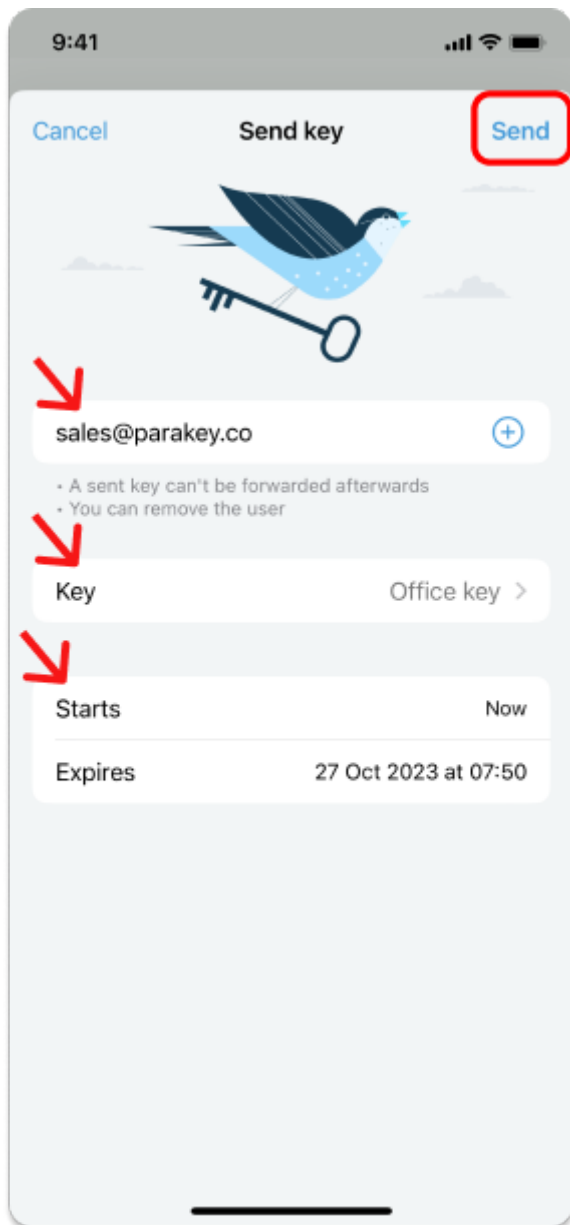 9:41
Cancel Send key Send
sales@parakey.co
• A sent key can't be forwarded afterwards
• You can remove the user
Key Office key
Starts Now
Expires 27 Oct 2023 at 07:50